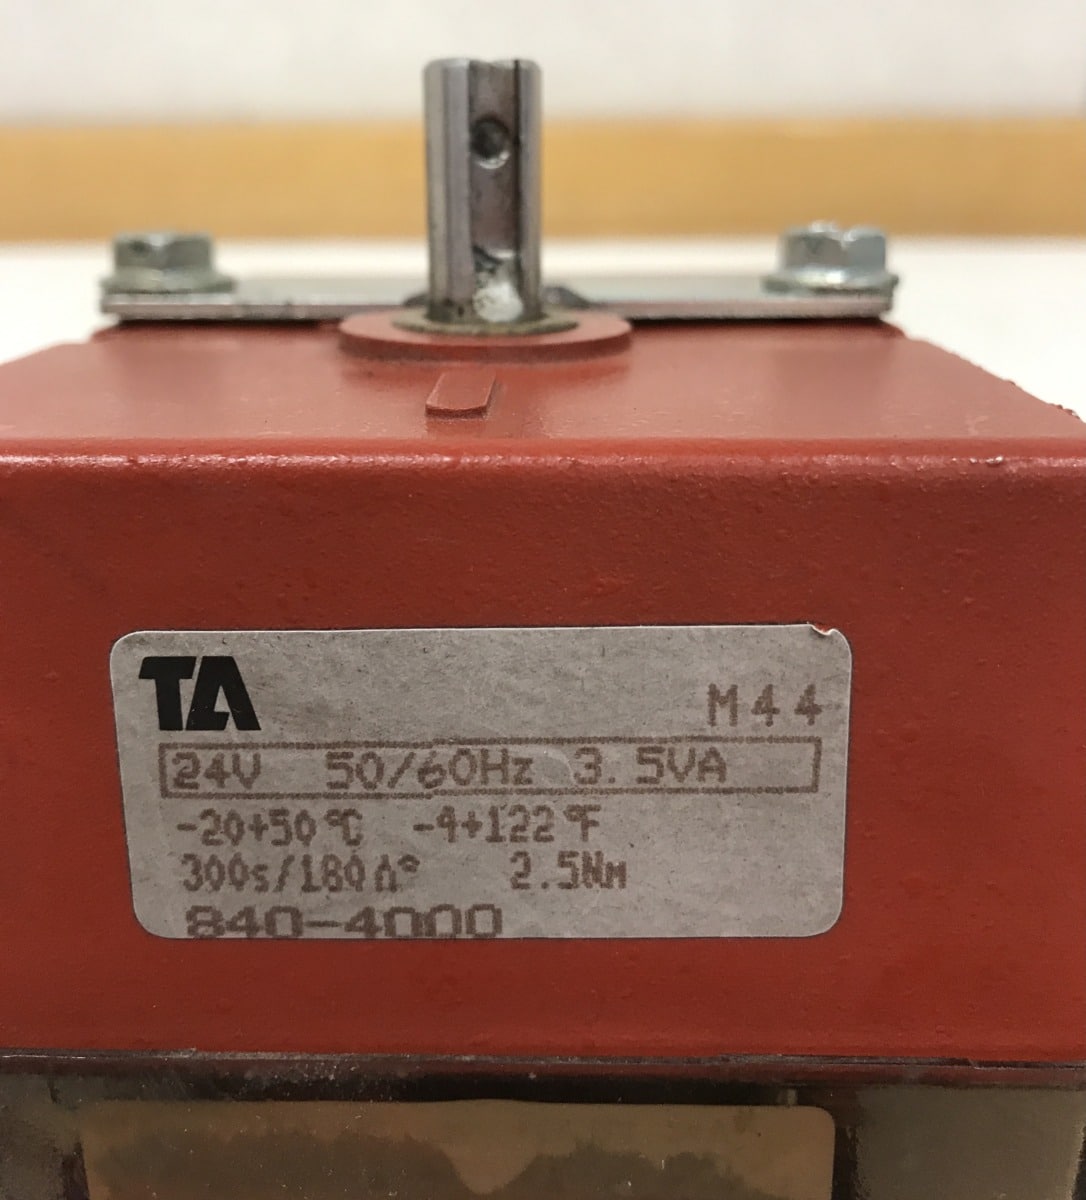 TA
M44
24V 50/60Hz 3.5VA
-20+50°C -4+122°F
300s/180∩° 2.5Nm
840-4000